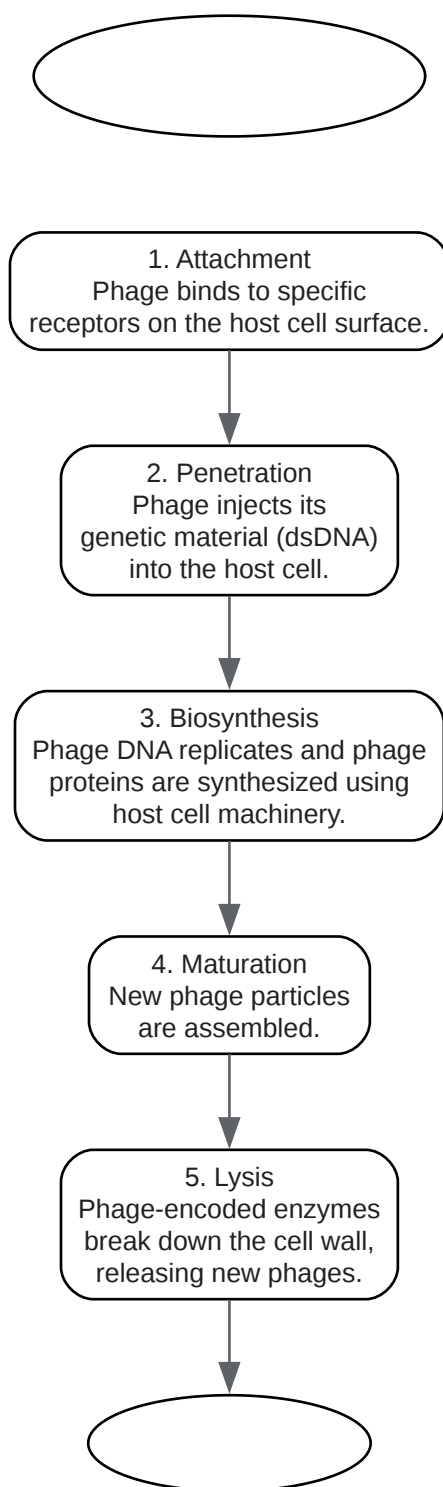 1. Attachment
Phage binds to specific
receptors on the host cell surface.
2. Penetration
Phage injects its
genetic material (dsDNA)
into the host cell.
3. Biosynthesis
Phage DNA replicates and phage
proteins are synthesized using
host cell machinery.
4. Maturation
New phage particles
are assembled.
5. Lysis
Phage-encoded enzymes
break down the cell wall,
releasing new phages.